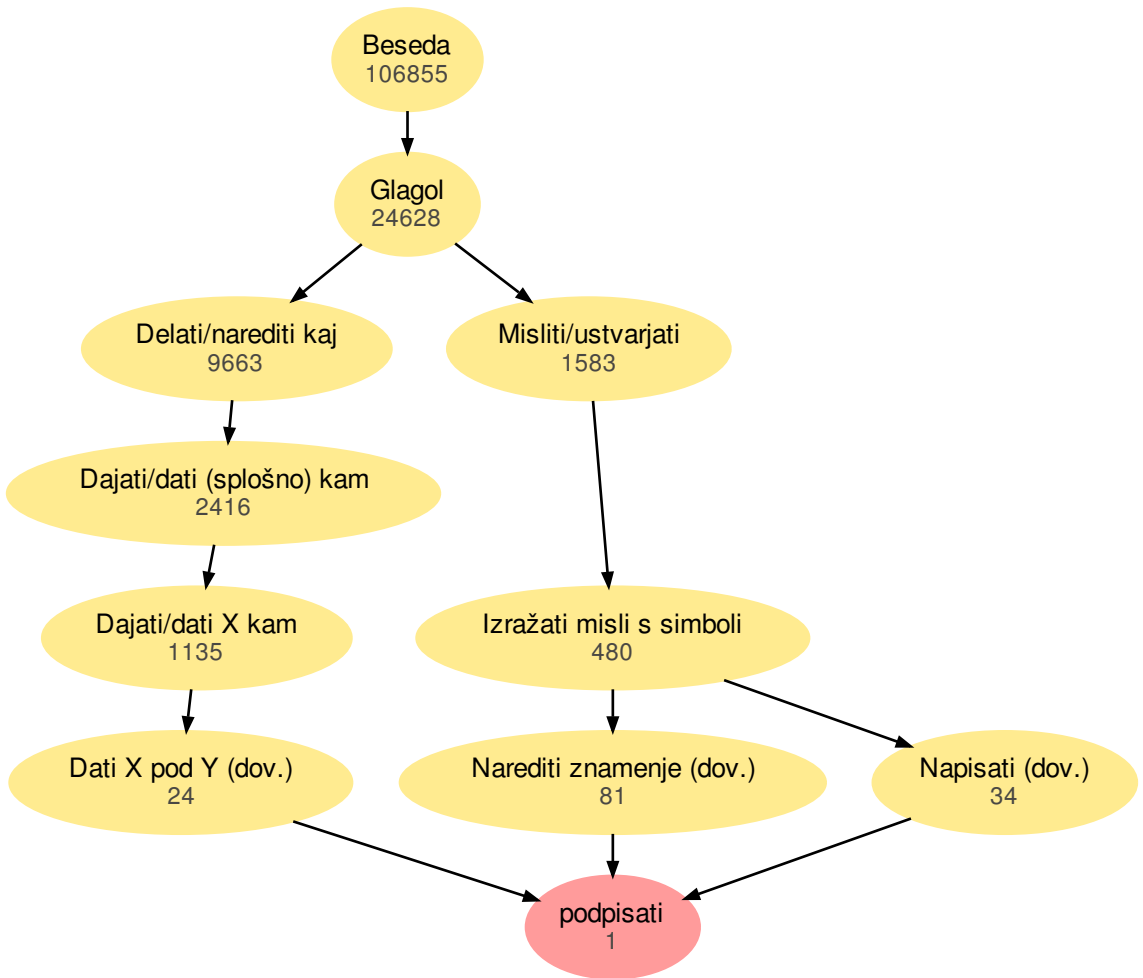 Beseda
106855
Glagol
24628
Delati/narediti kaj
9663
Misliti/ustvarjati
1583
Dajati/dati (splošno) kam
2416
Dajati/dati X kam
1135
Izražati misli s simboli
480
Dati X pod Y (dov.)
24
Narediti znamenje (dov.)
81
Napisati (dov.)
34
podpisati
1